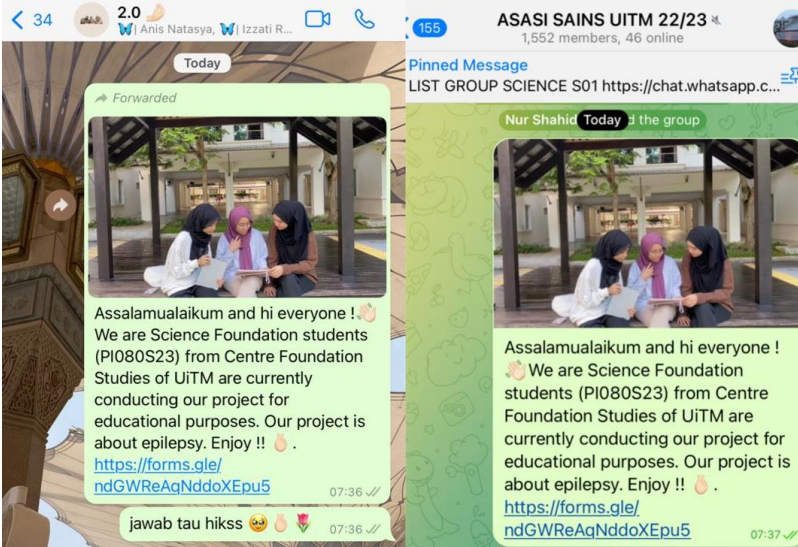 34
2.0 🤌🏻
🦋| Anis Natasya, 🦋| Izzati R...
Today
Forwarded
Assalamualaikum and hi everyone !👋🏻
We are Science Foundation students
(PI080S23) from Centre Foundation
Studies of UiTM are currently
conducting our project for
educational purposes. Our project is
about epilepsy. Enjoy !! 🫰🏻.
https://forms.gle/
ndGWReAqNddoXEpu5
07:36
jawab tau hikss 🥹🫰🏻🌷
07:36
155
ASASI SAINS UITM 22/23
1,552 members, 46 online
Pinned Message
LIST GROUP SCIENCE S01 https://chat.whatsapp.c...
Nur Shahid Today d the group
Assalamualaikum and hi everyone !
👋🏻We are Science Foundation
students (PI080S23) from Centre
Foundation Studies of UiTM are
currently conducting our project for
educational purposes. Our project is
about epilepsy. Enjoy !! 🫰🏻.
https://forms.gle/
ndGWReAqNddoXEpu5
07:37